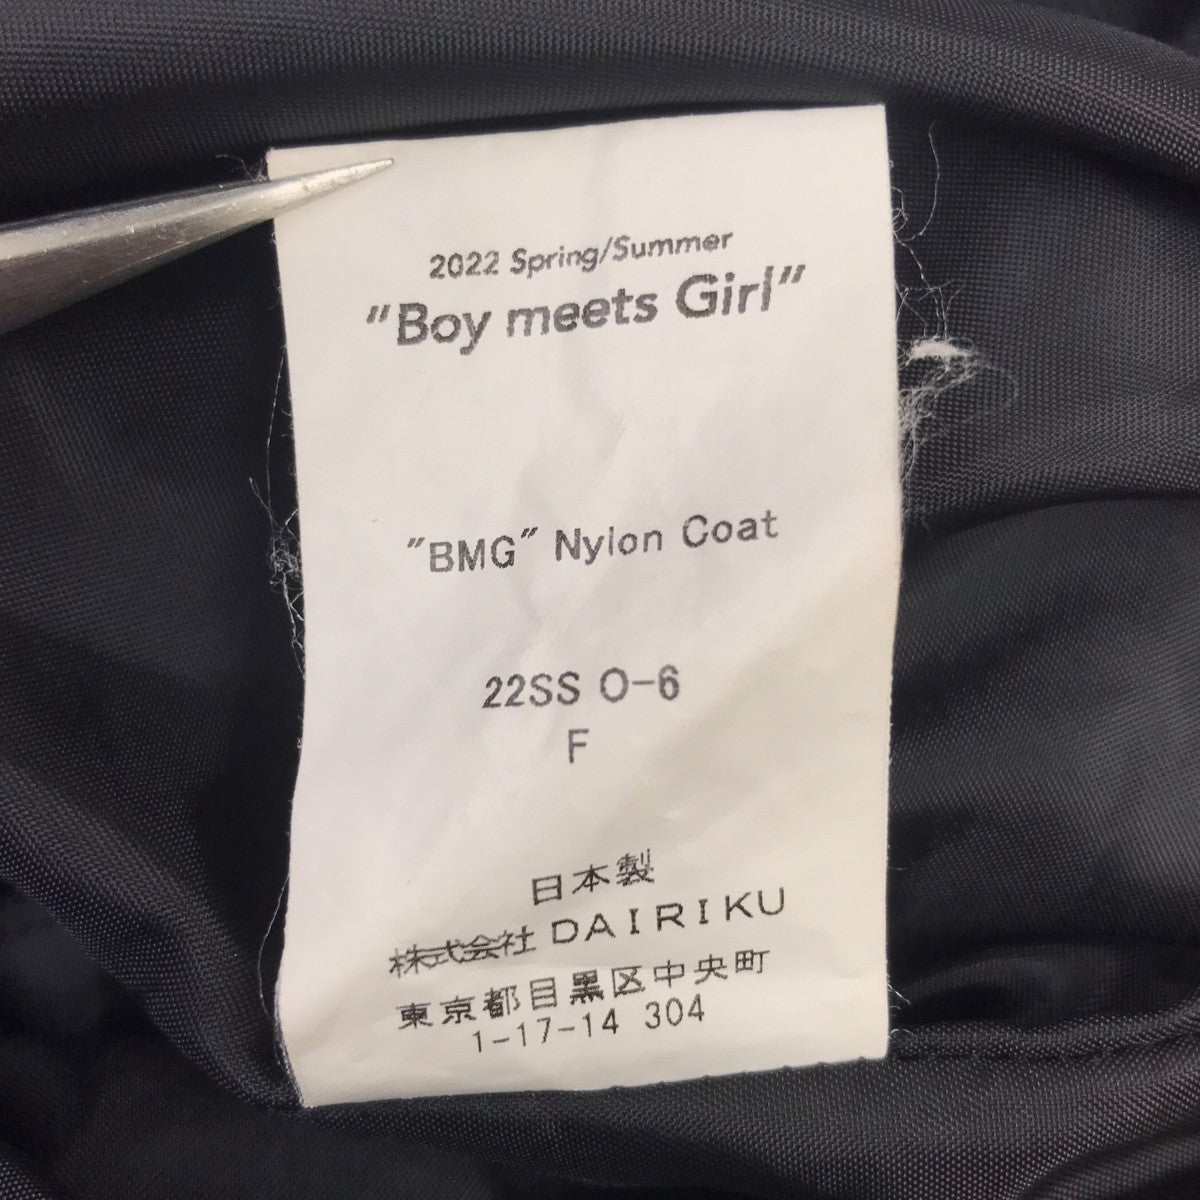 2022 Spring/Summer
"Boy meets Girl"
"BMG" Nylon Coat
22SS O-6
F
日本製
株式会社 DAIRIKU
東京都目黒区中央町
1-17-14 304